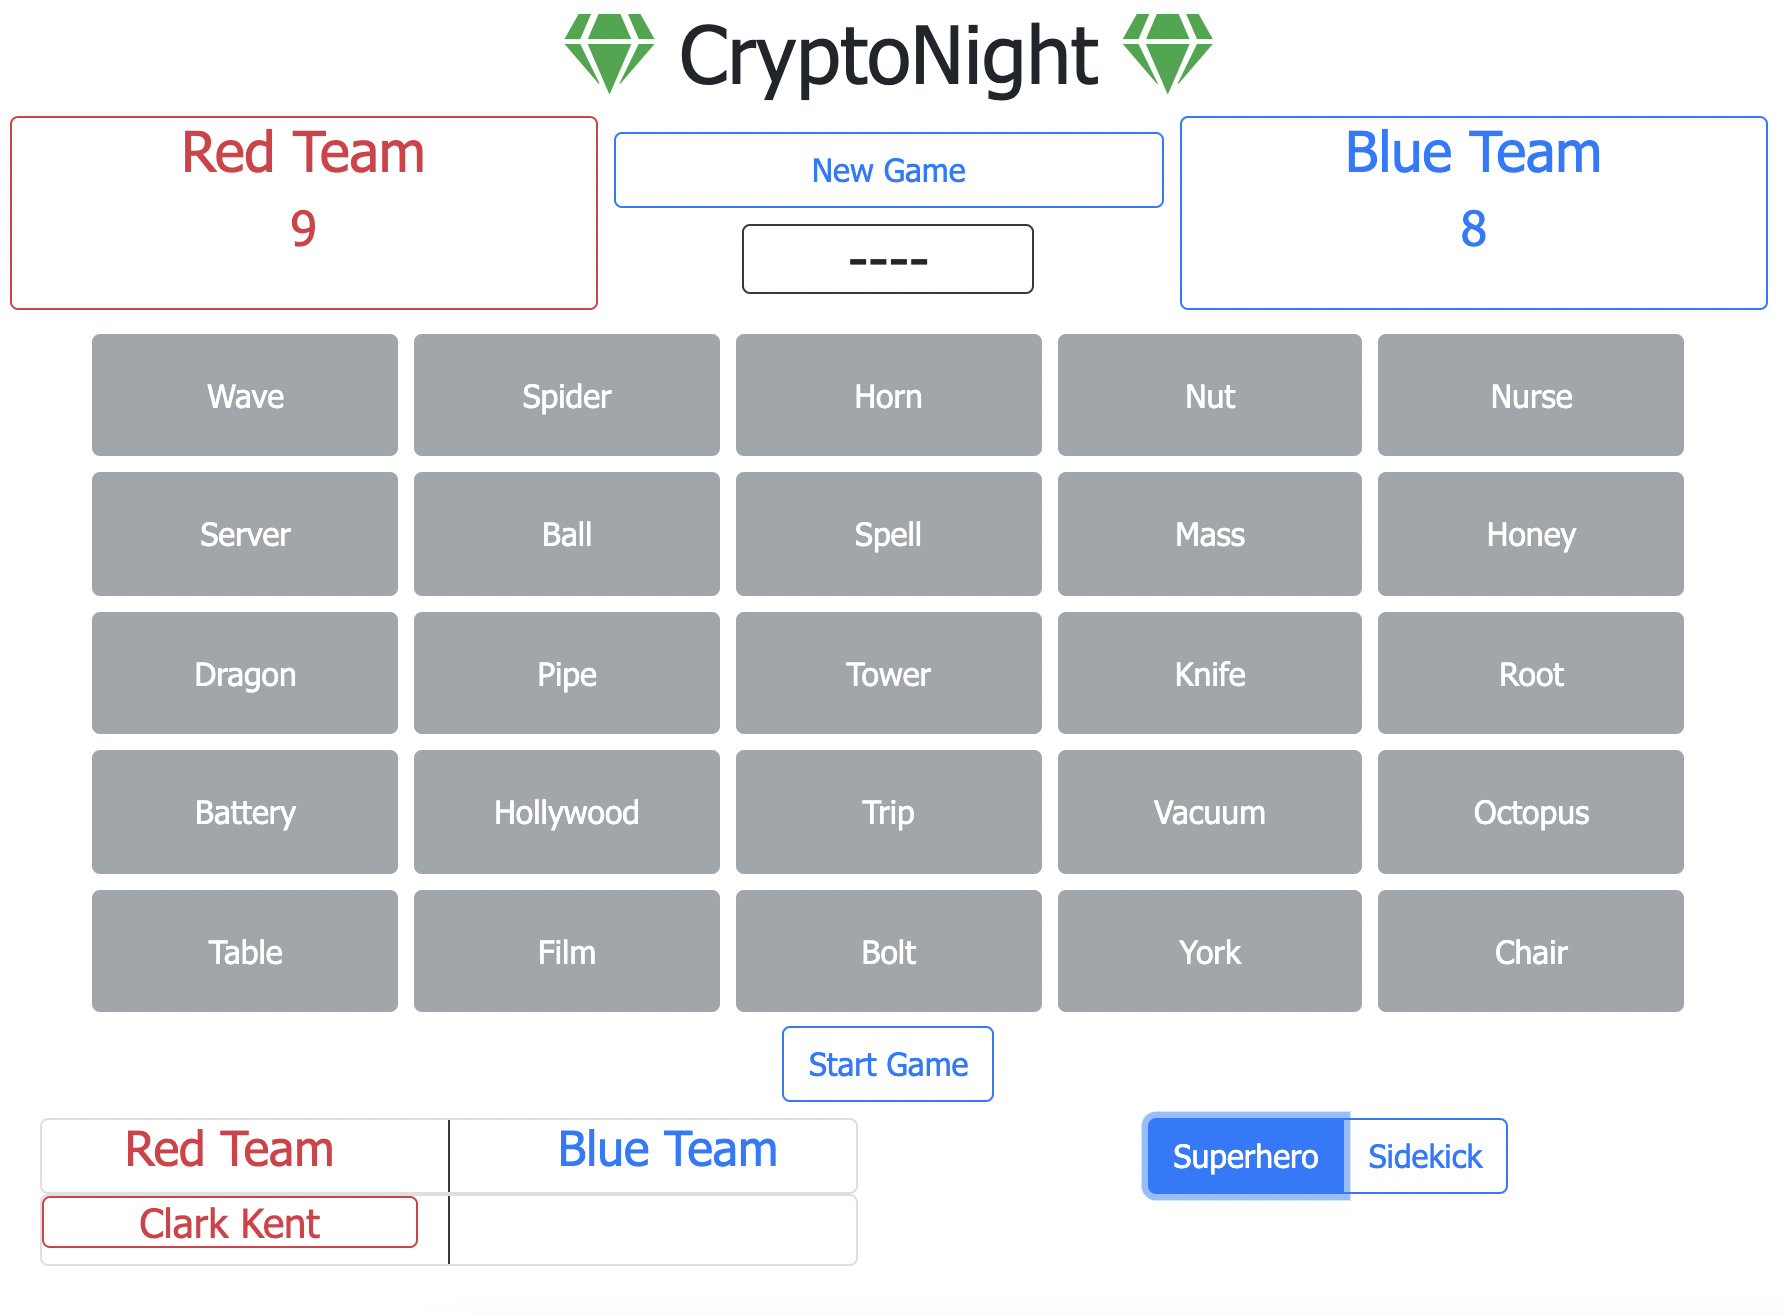 CryptoNight
Red Team
9
New Game
----
Blue Team
8
Wave Spider Horn Nut Nurse
Server Ball Spell Mass Honey
Dragon Pipe Tower Knife Root
Battery Hollywood Trip Vacuum Octopus
Table Film Bolt York Chair
Start Game
Red Team Blue Team
Clark Kent
Superhero Sidekick